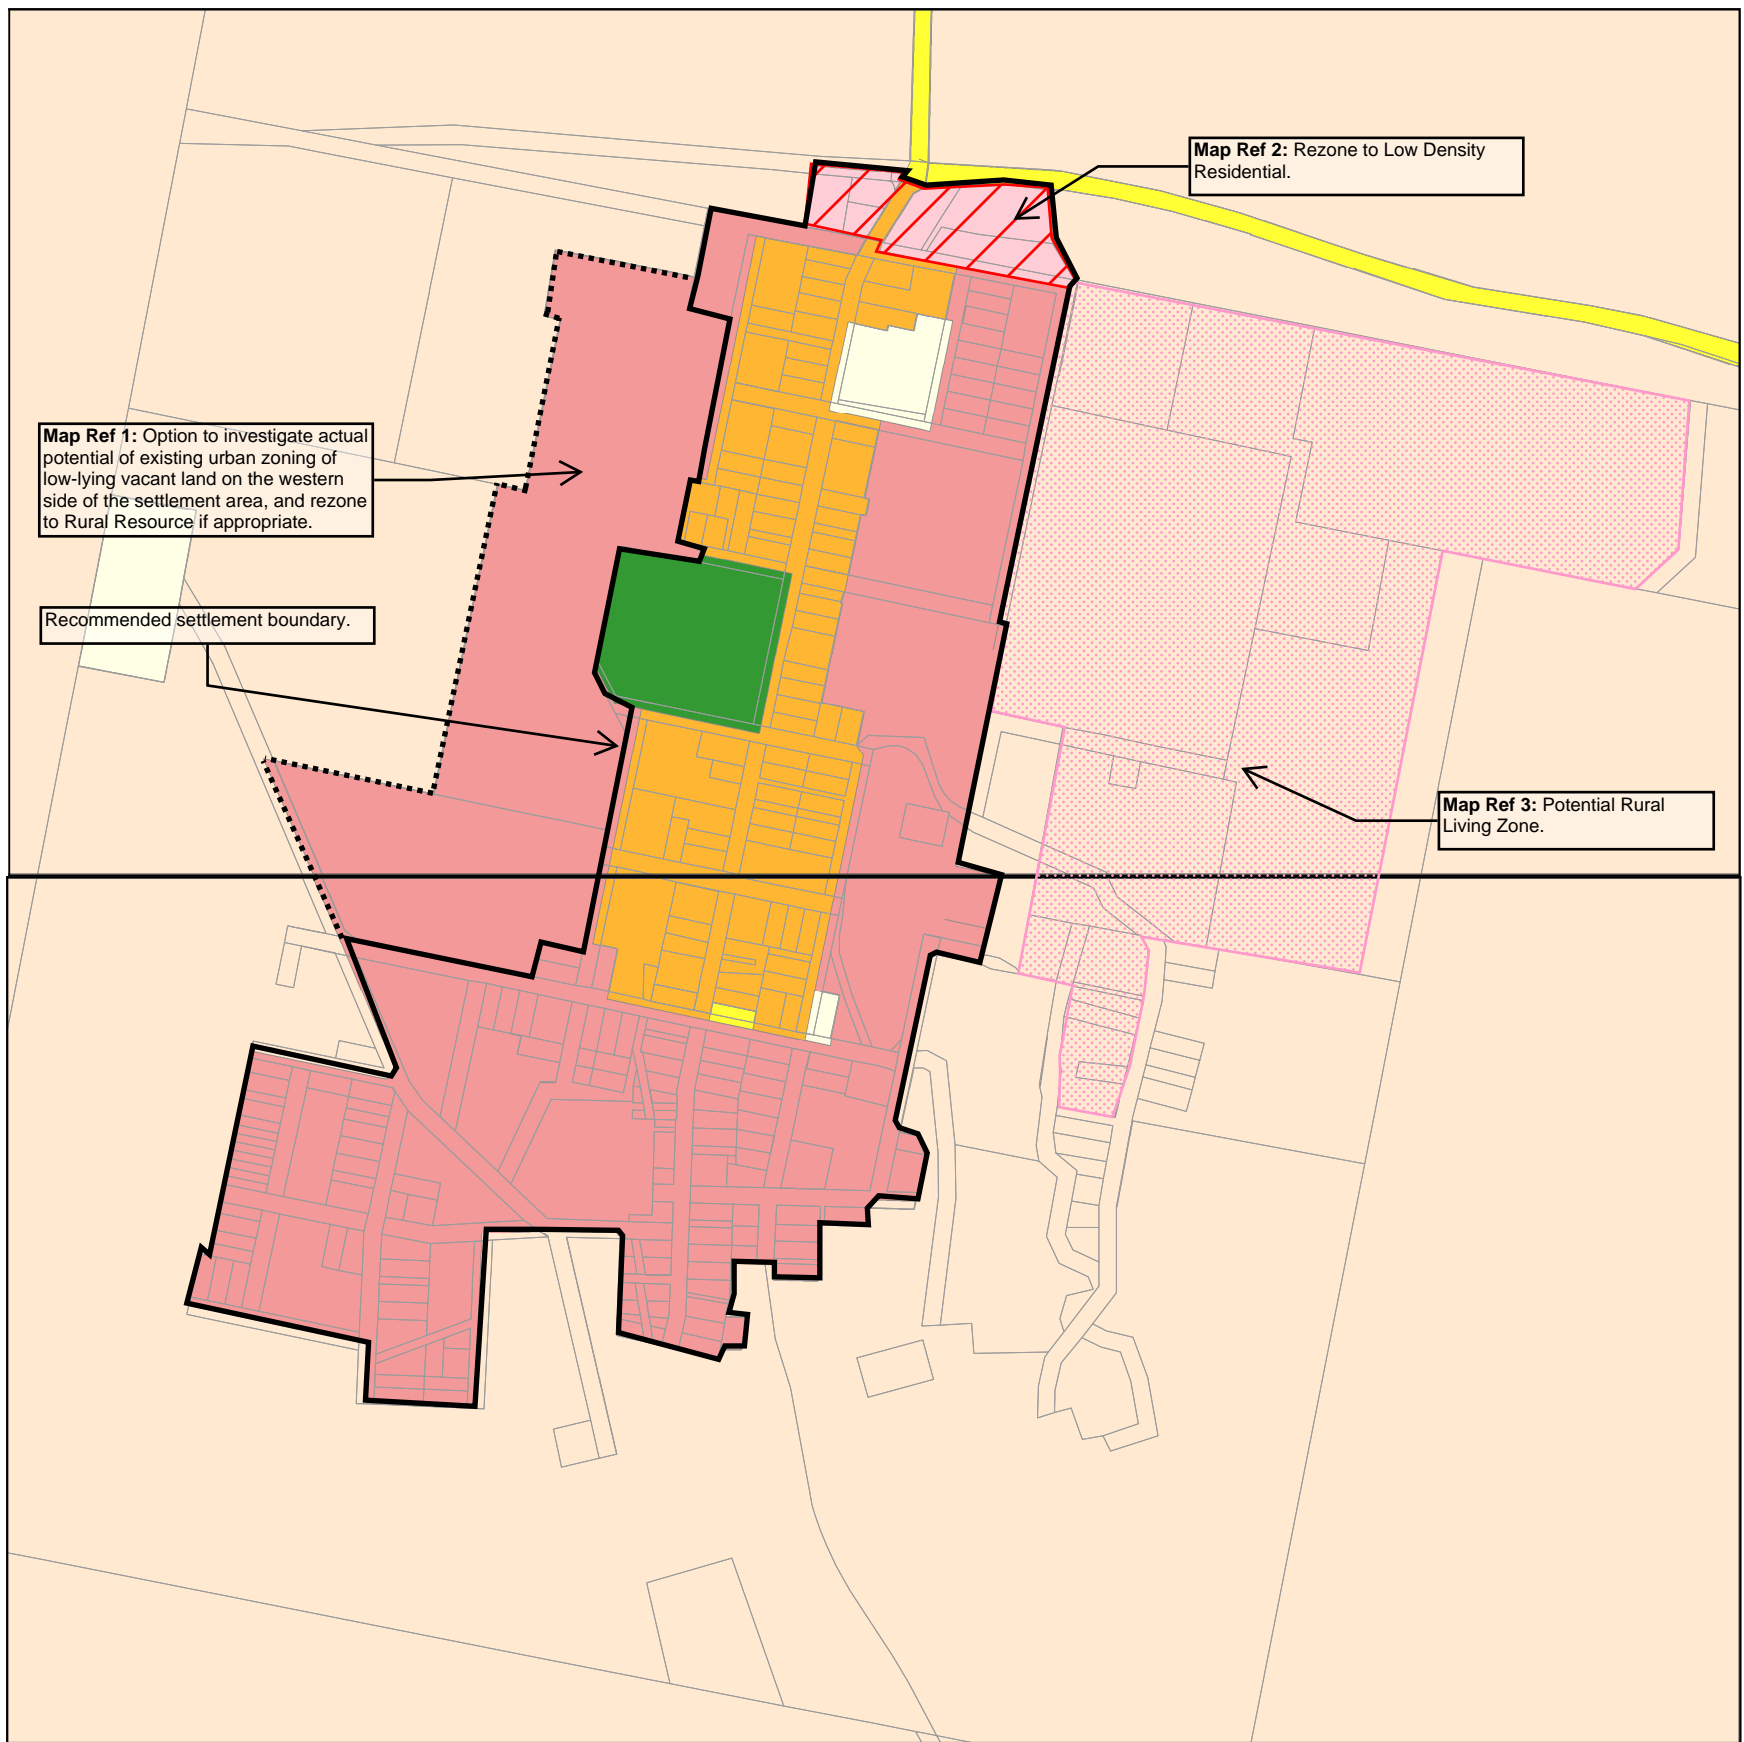 Map Ref 2: Rezone to Low Density
Residential.
Map Ref 1: Option to investigate actual
potential of existing urban zoning of
low-lying vacant land on the western
side of the settlement area, and rezone
to Rural Resource if appropriate.
Recommended settlement boundary.
Map Ref 3: Potential Rural
Living Zone.